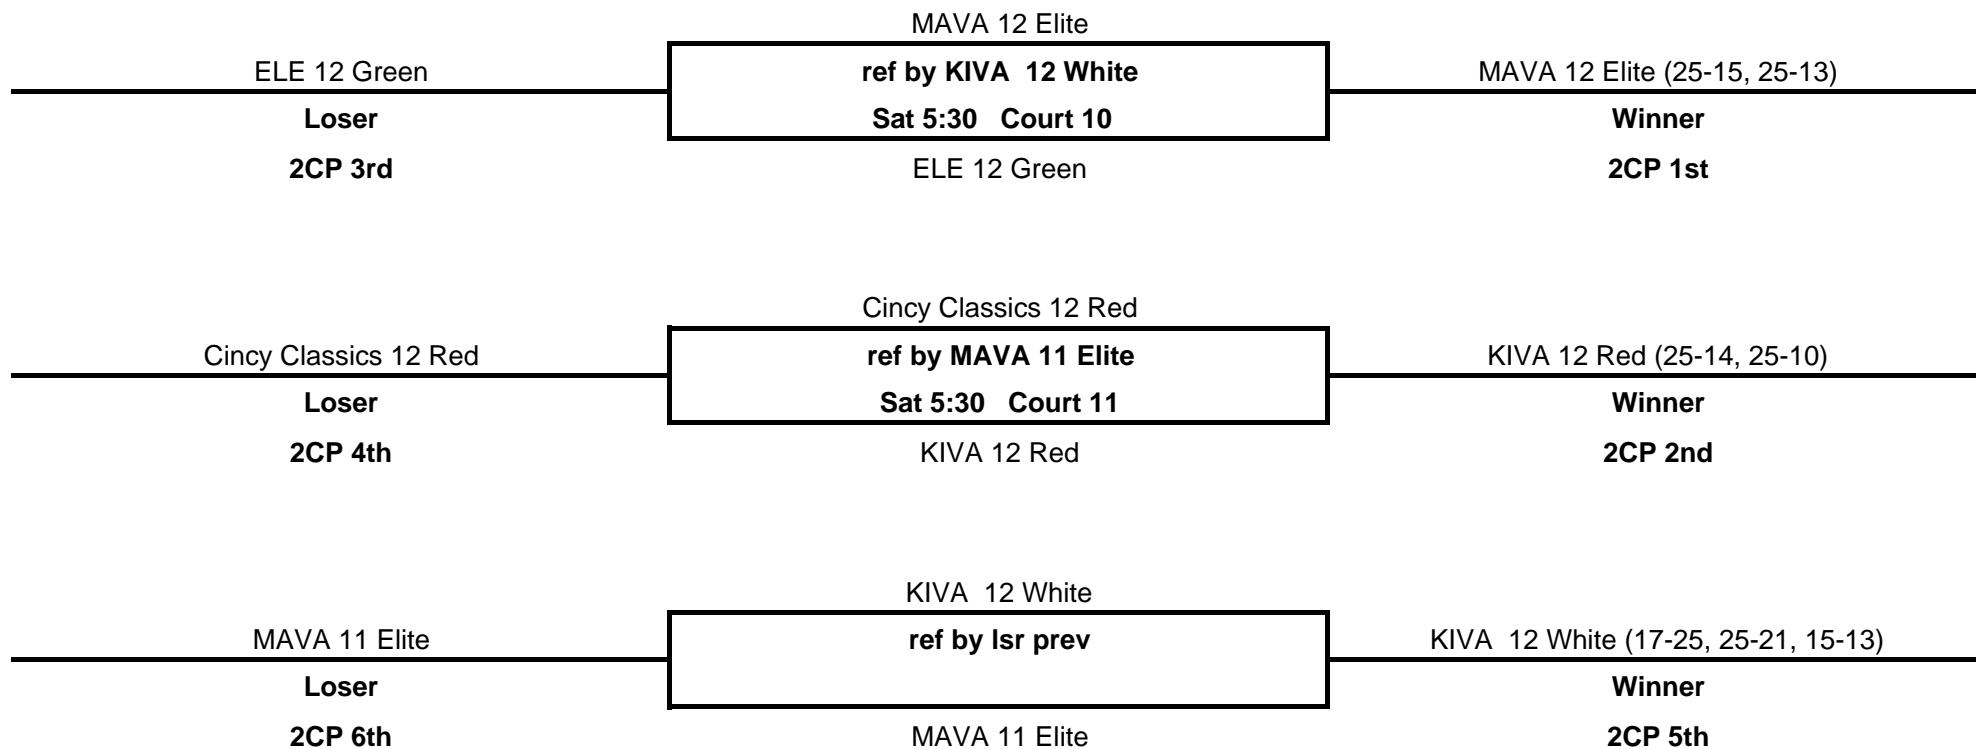 MAVA 12 Elite
ELE 12 Green
ref by KIVA  12 White
MAVA 12 Elite (25-15, 25-13)
Loser
Sat 5:30   Court 10
Winner
2CP 3rd
ELE 12 Green
2CP 1st
Cincy Classics 12 Red
Cincy Classics 12 Red
ref by MAVA 11 Elite
KIVA 12 Red (25-14, 25-10)
Loser
Sat 5:30   Court 11
Winner
2CP 4th
KIVA 12 Red
2CP 2nd
KIVA  12 White
MAVA 11 Elite
ref by lsr prev
KIVA  12 White (17-25, 25-21, 15-13)
Loser
Winner
2CP 6th
MAVA 11 Elite
2CP 5th